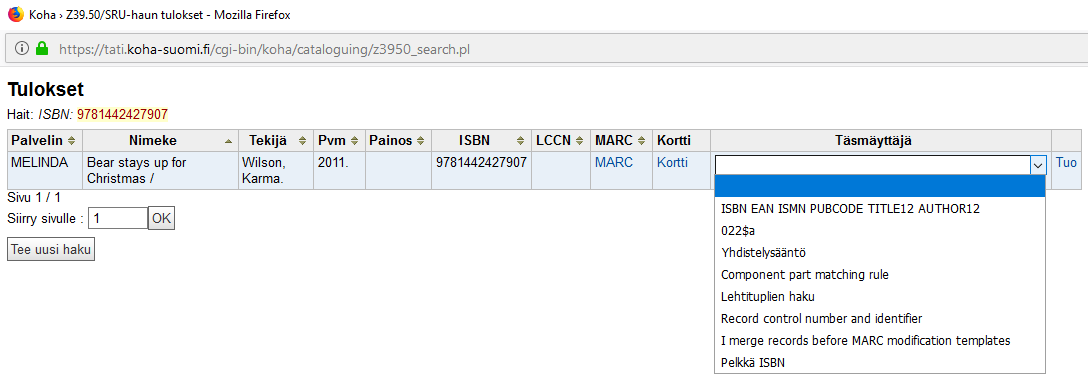 Koha › Z39.50/SRU-haun tulokset - Mozilla Firefox
https://tati.koha-suomi.fi/cgi-bin/koha/cataloguing/z3950_search.pl
Tulokset
Hait: ISBN: 9781442427907
Palvelin Nimeke Tekijä Pvm Painos ISBN LCCN MARC Kortti Täsmäyttäjä
MELINDA Bear stays up for Wilson, 2011. 9781442427907 MARC Kortti Tuo
Christmas / Karma.
Sivu 1 / 1
Siirry sivulle : 1 OK
Tee uusi haku
ISBN EAN ISMN PUBCODE TITLE12 AUTHOR12
022$a
Yhdistelysääntö
Component part matching rule
Lehtituplien haku
Record control number and identifier
I merge records before MARC modification templates
Pelkkä ISBN